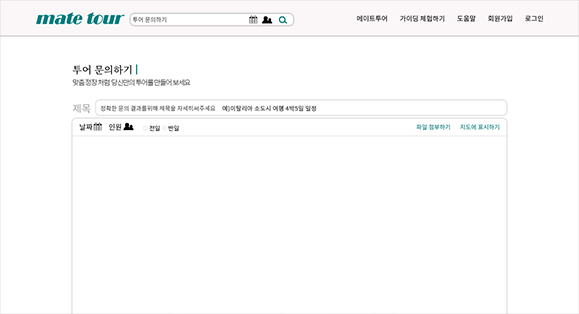 mate tour 투어 문의하기 메이트투어 가이딩 체험하기 도움말 회원가입 로그인
투어 문의하기
맞춤정장 처럼 당신만의 투어를 만들어 보세요
제목 정확한 문의 결과를위해 제목을 자세히써주세요 예)이탈리아 소도시 여행 4박5일 일정
날짜 인원 전일 반일 파일 첨부하기 지도에 표시하기